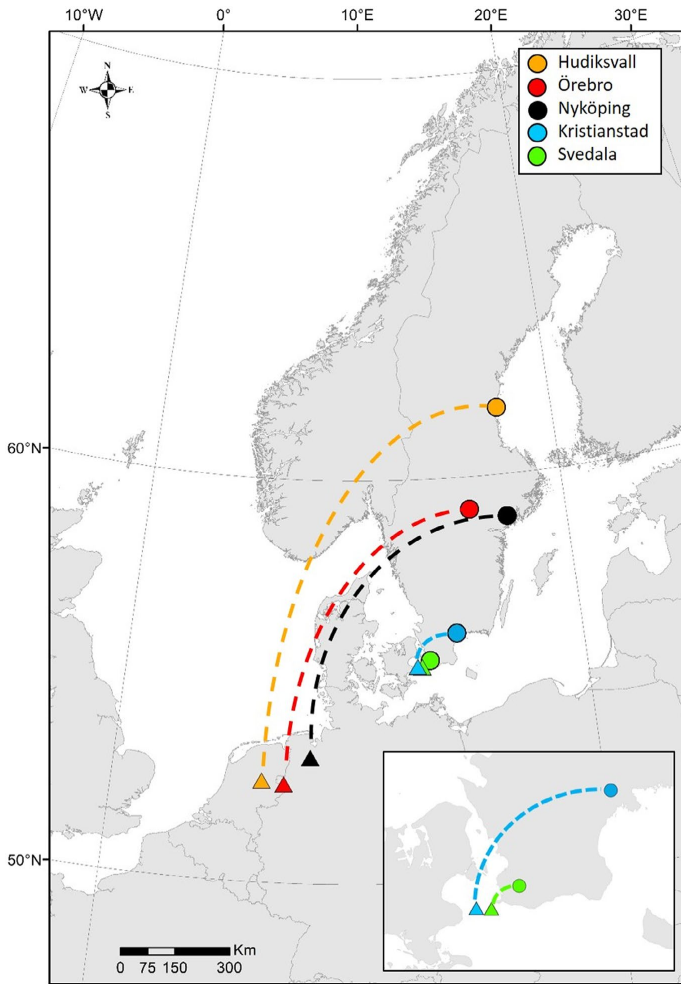 10°W 0° 10°E 20°E 30°E
N
W E
S
Hudiksvall
Örebro
Nyköping
Kristianstad
Svedala
60°N
50°N
Km
0 75 150 300